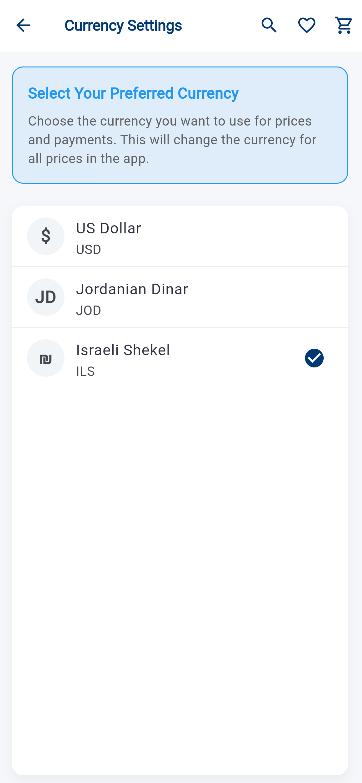 Currency Settings
Select Your Preferred Currency
Choose the currency you want to use for prices
and payments. This will change the currency for
all prices in the app.
$
US Dollar
USD
JD
Jordanian Dinar
JOD
₪
Israeli Shekel
ILS